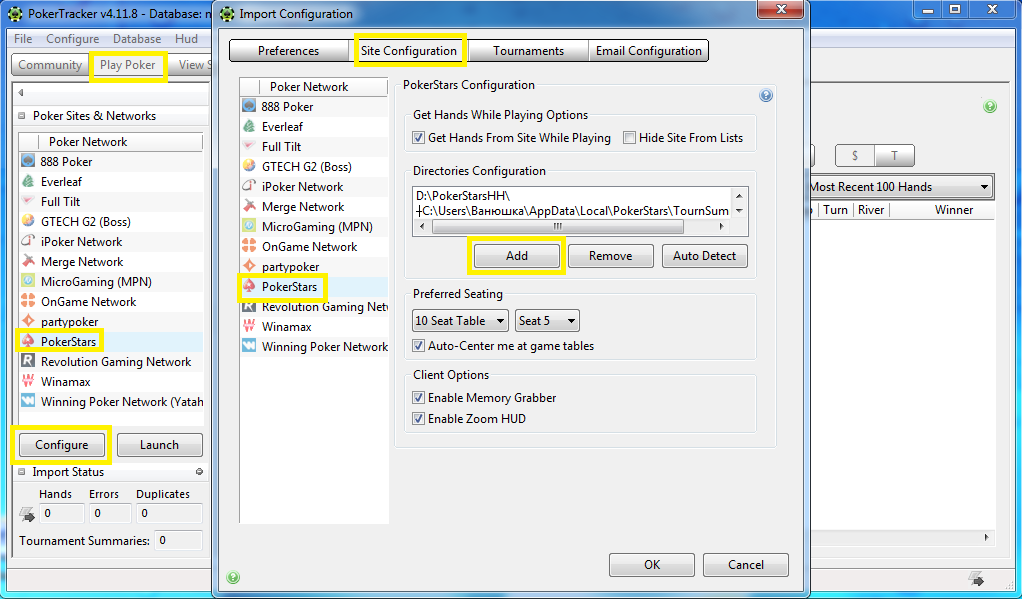 PokerTracker v4.11.8 - Database:
File Configure Database Hud
Community Play Poker View S
Poker Sites & Networks
Poker Network
888 Poker
Everleaf
Full Tilt
GTECH G2 (Boss)
iPoker Network
Merge Network
MicroGaming (MPN)
OnGame Network
partypoker
PokerStars
Revolution Gaming Network
Winamax
Winning Poker Network (Yatah
Configure Launch
Import Status
Hands Errors Duplicates
0 0 0
Tournament Summaries: 0
Import Configuration
Preferences Site Configuration Tournaments Email Configuration
Poker Network
888 Poker
Everleaf
Full Tilt
GTECH G2 (Boss)
iPoker Network
Merge Network
MicroGaming (MPN)
OnGame Network
partypoker
PokerStars
Revolution Gaming Net
Winamax
Winning Poker Network
PokerStars Configuration
Get Hands While Playing Options
Get Hands From Site While Playing Hide Site From Lists
Directories Configuration
D:\PokerStarsHH\
+C:\Users\Ванюшка\AppData\Local\PokerStars\TournSum
Add Remove Auto Detect
Preferred Seating
10 Seat Table Seat 5
Auto-Center me at game tables
Client Options
Enable Memory Grabber
Enable Zoom HUD
OK Cancel
$ T
Most Recent 100 Hands
Turn River Winner